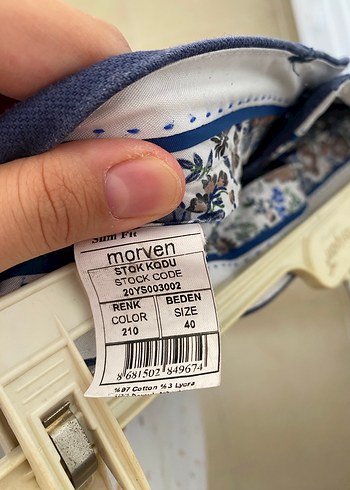 Slim Fit
morven
STOK KODU
STOCK CODE
20YS003002
RENK BEDEN
COLOR SIZE
210 40
8 681502 849674
%97 Cotton %3 Lycra